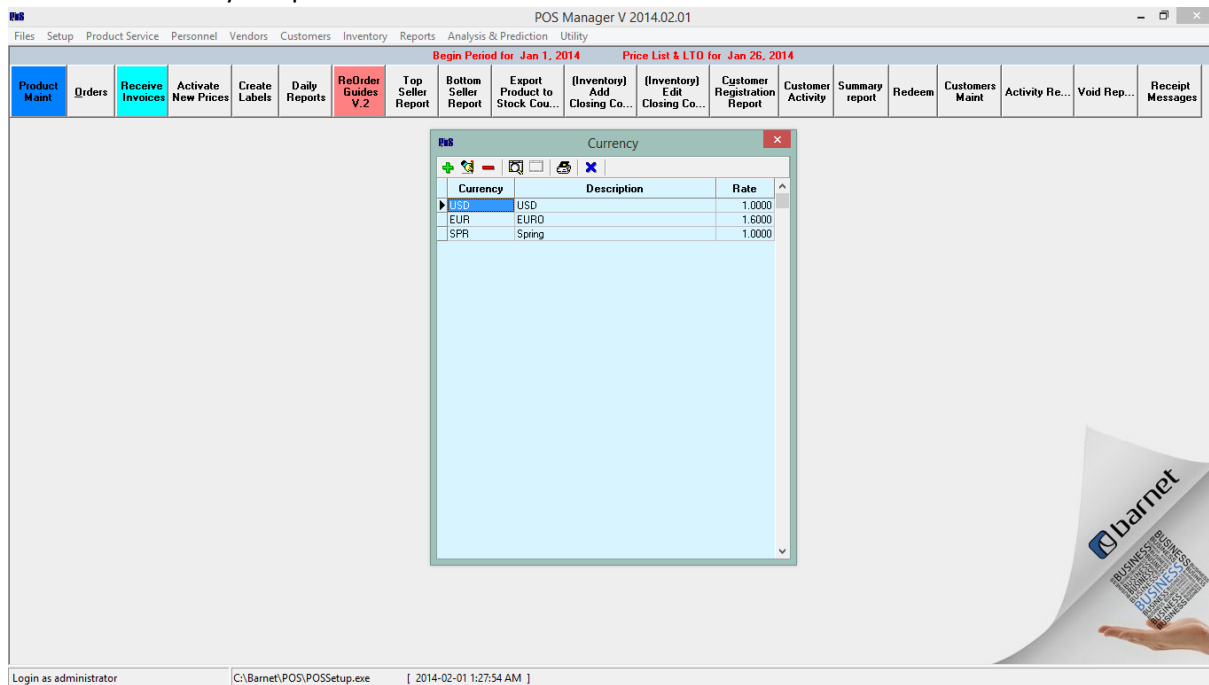 POS Manager V 2014.02.01
Files Setup Product Service Personnel Vendors Customers Inventory Reports Analysis & Prediction Utility
Begin Period for Jan 1, 2014 Price List & LTO for Jan 26, 2014
Product Maint
Orders
Receive Invoices
Activate New Prices
Create Labels
Daily Reports
ReOrder Guides V.2
Top Seller Report
Bottom Seller Report
Export Product to Stock Cou...
(Inventory) Add Closing Co...
(Inventory) Edit Closing Co...
Customer Registration Report
Customer Activity
Summary report
Redeem
Customers Maint
Activity Re...
Void Rep...
Receipt Messages
PoS Currency
Currency Description Rate
USD USD 1.0000
EUR EURO 1.6000
SPR Spring 1.0000
barnet
BUSINESS
Login as administrator C:\Barnet\POS\POSSetup.exe [ 2014-02-01 1:27:54 AM ]